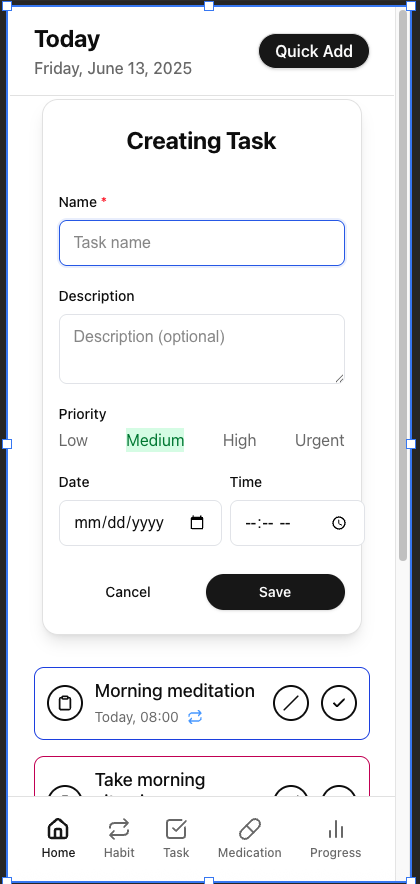 Today
Friday, June 13, 2025
Quick Add
Creating Task
Name *
Task name
Description
Description (optional)
Priority
Low Medium High Urgent
Date Time
mm/dd/yyyy --:-- --
Cancel Save
Morning meditation
Today, 08:00
Take morning
Home Habit Task Medication Progress